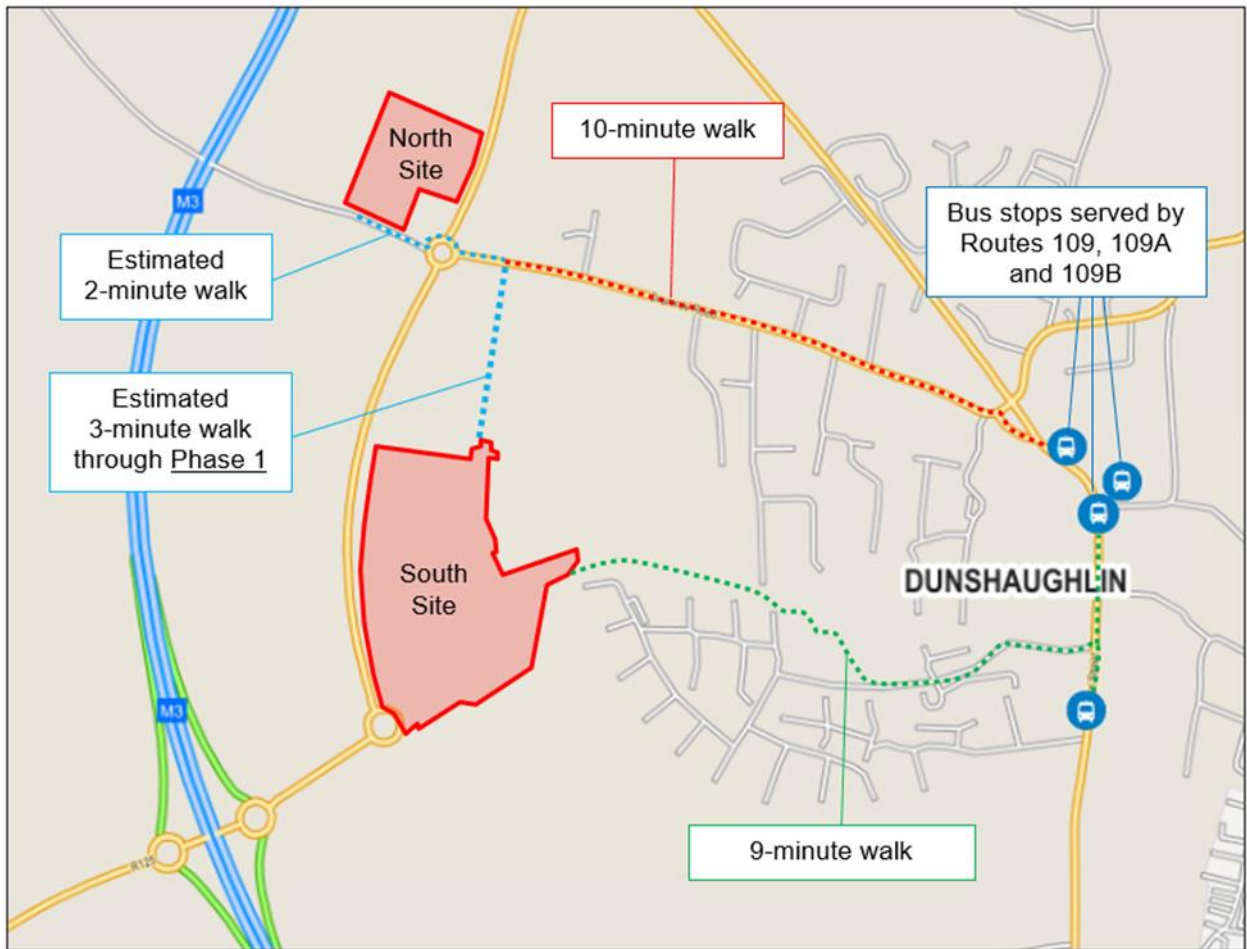 North
Site
10-minute walk
Bus stops served by
Routes 109, 109A
and 109B
M3
Estimated
2-minute walk
Estimated
3-minute walk
through Phase 1
South
Site
DUNSHAUGHLIN
M3
9-minute walk
R125